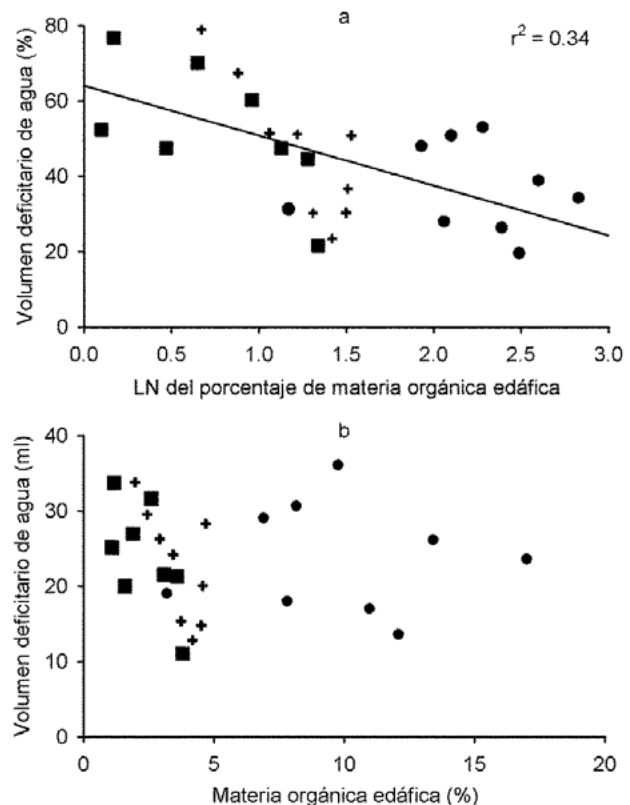 a
r² = 0.34
Volumen deficitario de agua (%)
80
60
40
20
0
0.0 0.5 1.0 1.5 2.0 2.5 3.0
LN del porcentaje de materia orgánica edáfica
b
Volumen deficitario de agua (ml)
40
30
20
10
0
0 5 10 15 20
Materia orgánica edáfica (%)